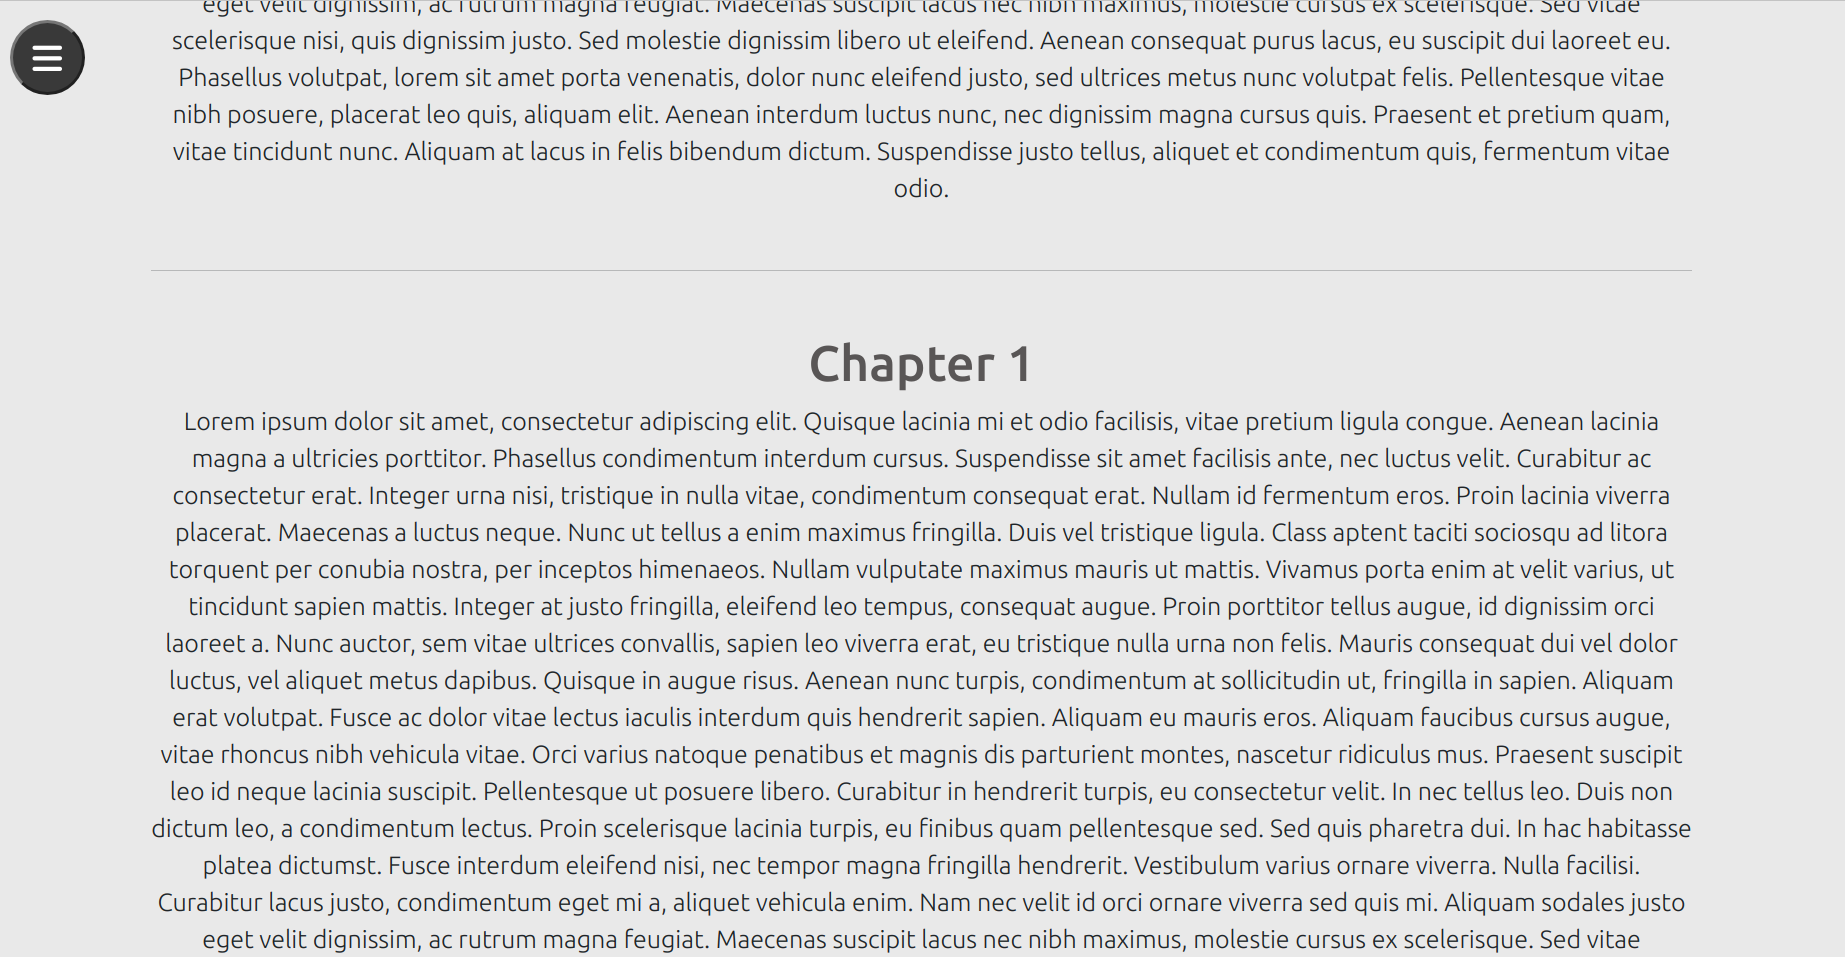 eget velit dignissim, ac rutrum magna feugiat. Maecenas suscipit lacus nec nibh maximus, molestie cursus ex scelerisque. Sed vitae
scelerisque nisi, quis dignissim justo. Sed molestie dignissim libero ut eleifend. Aenean consequat purus lacus, eu suscipit dui laoreet eu.
Phasellus volutpat, lorem sit amet porta venenatis, dolor nunc eleifend justo, sed ultrices metus nunc volutpat felis. Pellentesque vitae
nibh posuere, placerat leo quis, aliquam elit. Aenean interdum luctus nunc, nec dignissim magna cursus quis. Praesent et pretium quam,
vitae tincidunt nunc. Aliquam at lacus in felis bibendum dictum. Suspendisse justo tellus, aliquet et condimentum quis, fermentum vitae
odio.
Chapter 1
Lorem ipsum dolor sit amet, consectetur adipiscing elit. Quisque lacinia mi et odio facilisis, vitae pretium ligula congue. Aenean lacinia
magna a ultricies porttitor. Phasellus condimentum interdum cursus. Suspendisse sit amet facilisis ante, nec luctus velit. Curabitur ac
consectetur erat. Integer urna nisi, tristique in nulla vitae, condimentum consequat erat. Nullam id fermentum eros. Proin lacinia viverra
placerat. Maecenas a luctus neque. Nunc ut tellus a enim maximus fringilla. Duis vel tristique ligula. Class aptent taciti sociosqu ad litora
torquent per conubia nostra, per inceptos himenaeos. Nullam vulputate maximus mauris ut mattis. Vivamus porta enim at velit varius, ut
tincidunt sapien mattis. Integer at justo fringilla, eleifend leo tempus, consequat augue. Proin porttitor tellus augue, id dignissim orci
laoreet a. Nunc auctor, sem vitae ultrices convallis, sapien leo viverra erat, eu tristique nulla urna non felis. Mauris consequat dui vel dolor
luctus, vel aliquet metus dapibus. Quisque in augue risus. Aenean nunc turpis, condimentum at sollicitudin ut, fringilla in sapien. Aliquam
erat volutpat. Fusce ac dolor vitae lectus iaculis interdum quis hendrerit sapien. Aliquam eu mauris eros. Aliquam faucibus cursus augue,
vitae rhoncus nibh vehicula vitae. Orci varius natoque penatibus et magnis dis parturient montes, nascetur ridiculus mus. Praesent suscipit
leo id neque lacinia suscipit. Pellentesque ut posuere libero. Curabitur in hendrerit turpis, eu consectetur velit. In nec tellus leo. Duis non
dictum leo, a condimentum lectus. Proin scelerisque lacinia turpis, eu finibus quam pellentesque sed. Sed quis pharetra dui. In hac habitasse
platea dictumst. Fusce interdum eleifend nisi, nec tempor magna fringilla hendrerit. Vestibulum varius ornare viverra. Nulla facilisi.
Curabitur lacus justo, condimentum eget mi a, aliquet vehicula enim. Nam nec velit id orci ornare viverra sed quis mi. Aliquam sodales justo
eget velit dignissim, ac rutrum magna feugiat. Maecenas suscipit lacus nec nibh maximus, molestie cursus ex scelerisque. Sed vitae